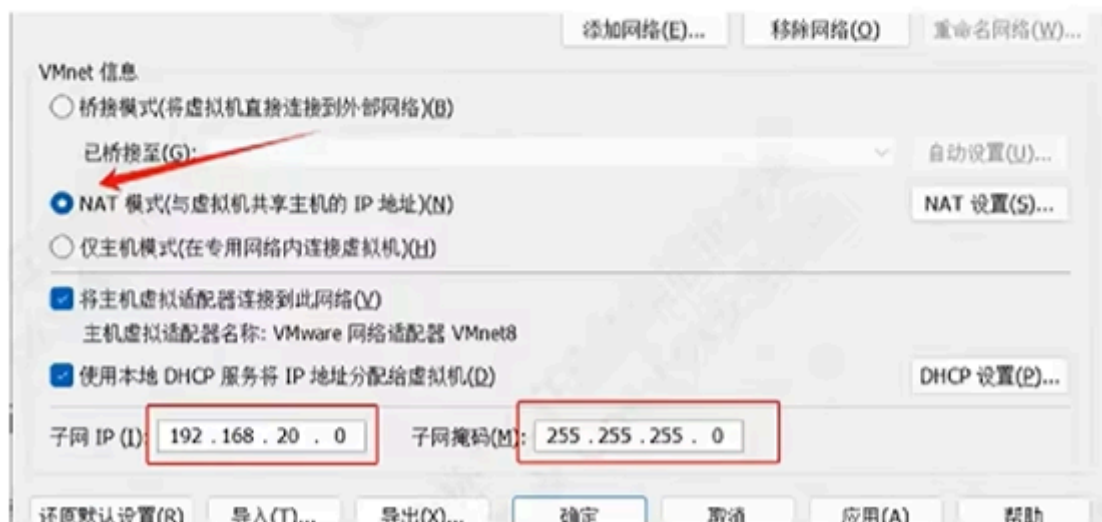 添加网络(E)... 移除网络(O) 重命名网络(W)...
VMnet 信息
桥接模式(将虚拟机直接连接到外部网络)(B)
已桥接至(G): 自动设置(U)...
NAT 模式(与虚拟机共享主机的 IP 地址)(N) NAT 设置(S)...
仅主机模式(在专用网络内连接虚拟机)(H)
将主机虚拟适配器连接到此网络(V)
主机虚拟适配器名称: VMware 网络适配器 VMnet8
使用本地 DHCP 服务将 IP 地址分配给虚拟机(D) DHCP 设置(P)...
子网 IP (I): 192 . 168 . 20 . 0 子网掩码(M): 255 . 255 . 255 . 0
还原默认设置(R) 导入(T)... 导出(X)... 确定 取消 应用(A) 帮助